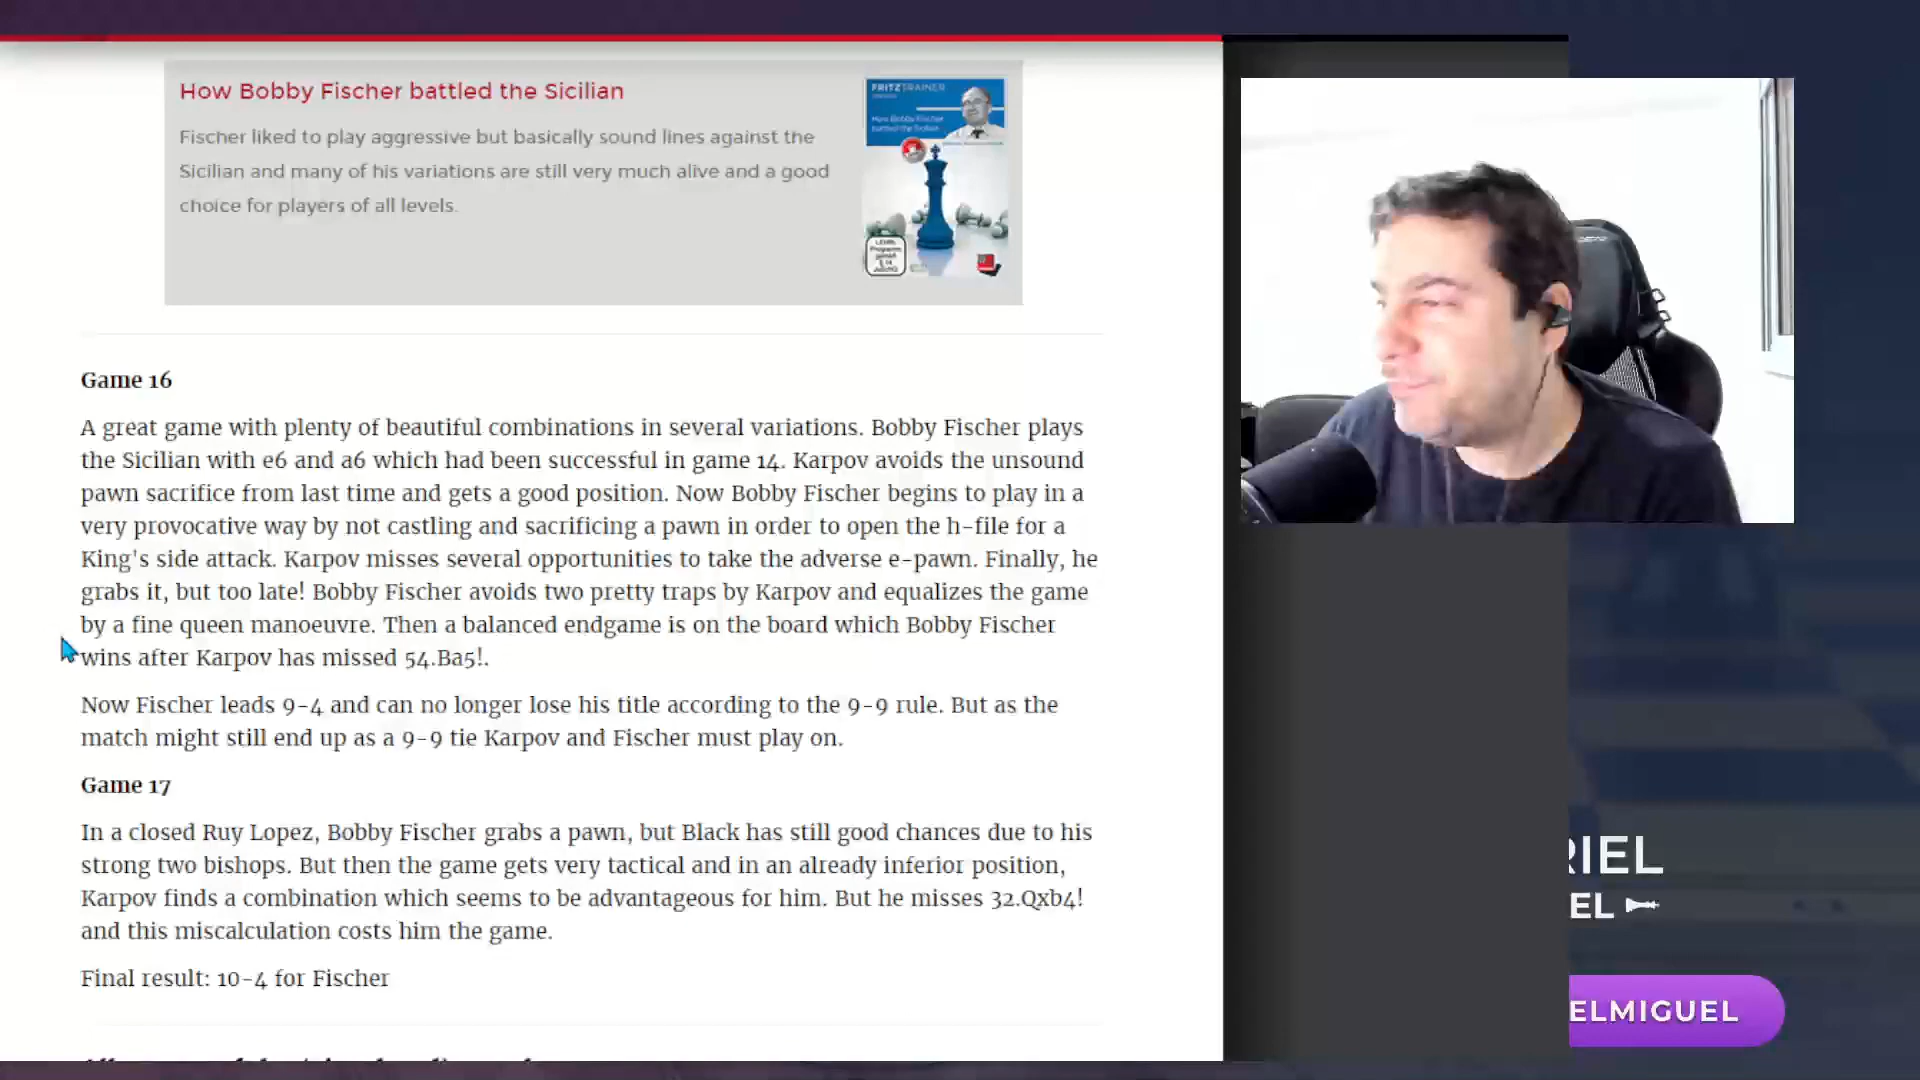 How Bobby Fischer battled the Sicilian
Fischer liked to play aggressive but basically sound lines against the
Sicilian and many of his variations are still very much alive and a good
choice for players of all levels.
FRITZTRAINER
How Bobby Fischer
battled the Sicilian
Game 16
A great game with plenty of beautiful combinations in several variations. Bobby Fischer plays
the Sicilian with e6 and a6 which had been successful in game 14. Karpov avoids the unsound
pawn sacrifice from last time and gets a good position. Now Bobby Fischer begins to play in a
very provocative way by not castling and sacrificing a pawn in order to open the h-file for a
King's side attack. Karpov misses several opportunities to take the adverse e-pawn. Finally, he
grabs it, but too late! Bobby Fischer avoids two pretty traps by Karpov and equalizes the game
by a fine queen manoeuvre. Then a balanced endgame is on the board which Bobby Fischer
wins after Karpov has missed 54.Ba5!.
Now Fischer leads 9-4 and can no longer lose his title according to the 9-9 rule. But as the
match might still end up as a 9-9 tie Karpov and Fischer must play on.
Game 17
In a closed Ruy Lopez, Bobby Fischer grabs a pawn, but Black has still good chances due to his
strong two bishops. But then the game gets very tactical and in an already inferior position,
Karpov finds a combination which seems to be advantageous for him. But he misses 32.Qxb4!
and this miscalculation costs him the game.
Final result: 10-4 for Fischer
RIEL
EL
ELMIGUEL